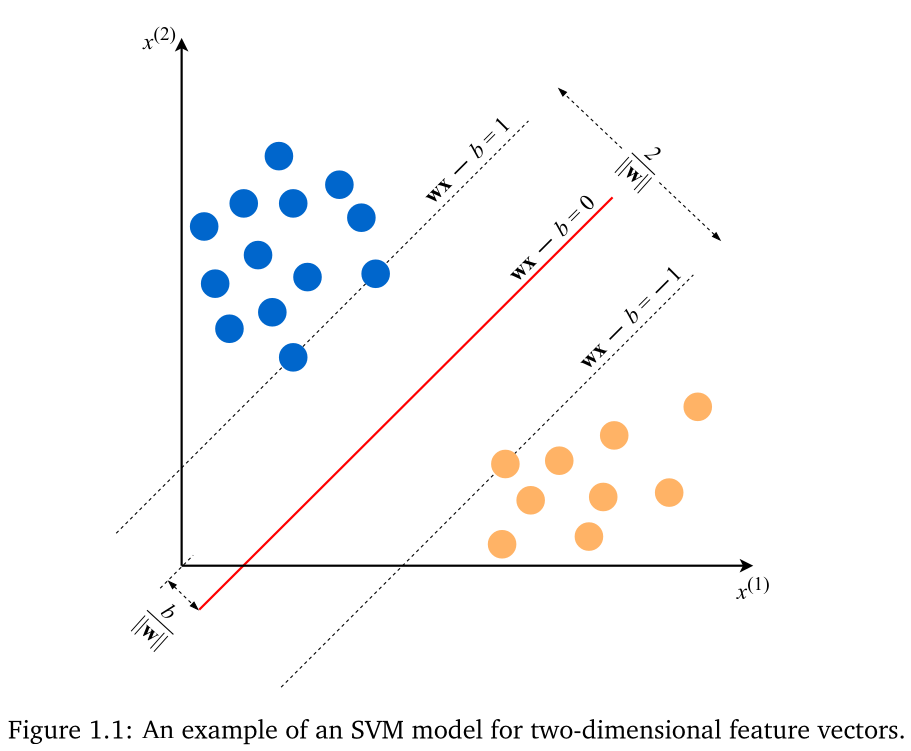 x(2)
wx − b = 1
2
‖w‖
wx − b = 0
wx − b = −1
x(1)
b
‖w‖
Figure 1.1: An example of an SVM model for two-dimensional feature vectors.